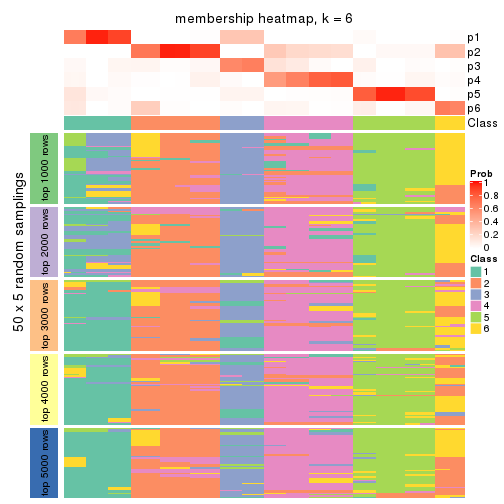 membership heatmap, k = 6
p1
p2
p3
p4
p5
p6
Class
50 x 5 random samplings
top 1000 rows
top 2000 rows
top 3000 rows
top 4000 rows
top 5000 rows
Prob
1
0.8
0.6
0.4
0.2
0
Class
1
2
3
4
5
6